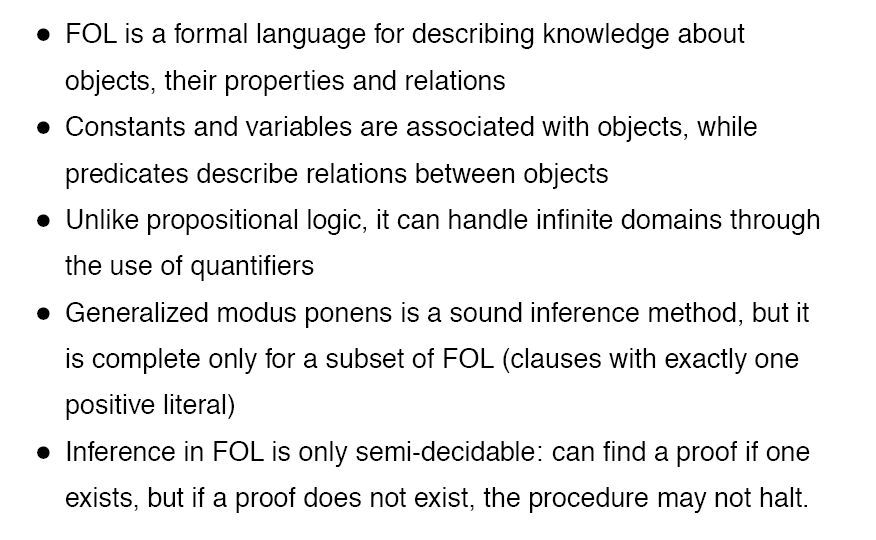 ● FOL is a formal language for describing knowledge about
objects, their properties and relations
● Constants and variables are associated with objects, while
predicates describe relations between objects
● Unlike propositional logic, it can handle infinite domains through
the use of quantifiers
● Generalized modus ponens is a sound inference method, but it
is complete only for a subset of FOL (clauses with exactly one
positive literal)
● Inference in FOL is only semi-decidable: can find a proof if one
exists, but if a proof does not exist, the procedure may not halt.